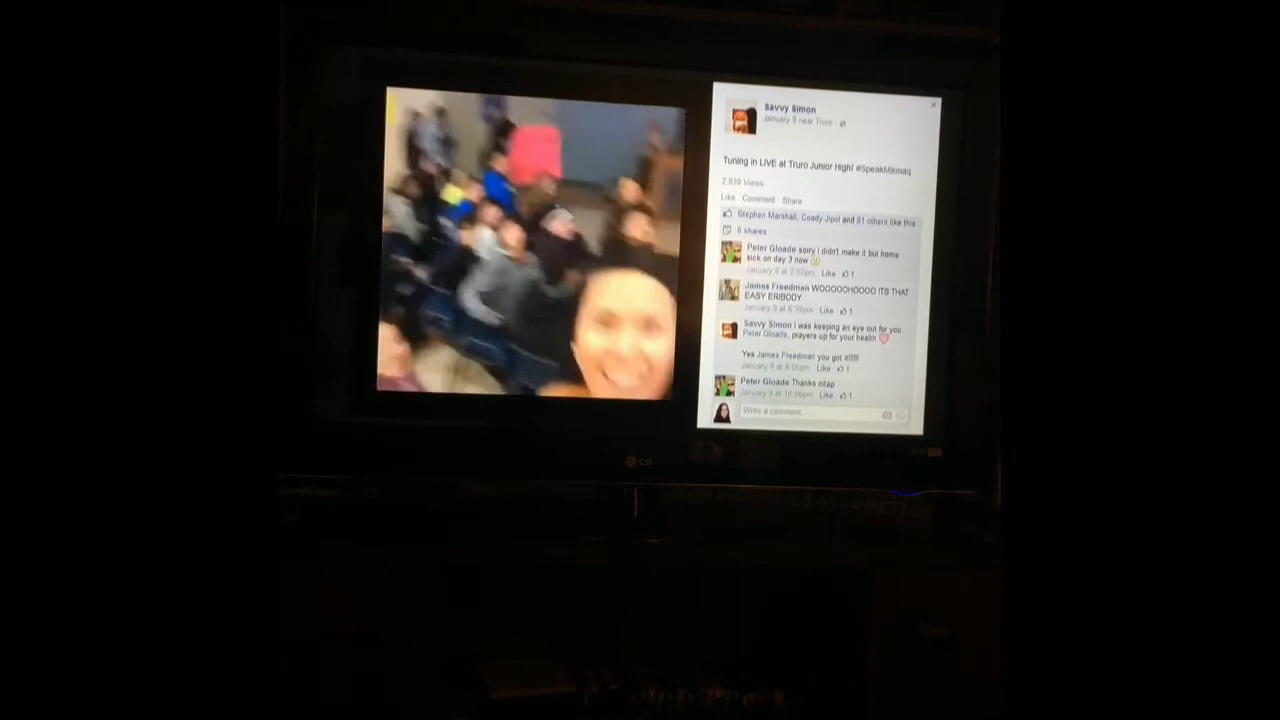 Savvy Simon
January 9 near Truro
Tuning in LIVE at Truro Junior High! #SpeakMikmaq
2,030 Views
Like Comment Share
Stephen Marshall, Coady Jipol and 91 others like this
6 shares
Peter Gloade sorry i didn't make it but home
sick on day 3 now
January 9 at 2:52pm Like 1
James Freedman WOOOOOHOOOO ITS THAT
EASY ERIBODY
January 9 at 6:39pm Like 1
Savvy Simon I was keeping an eye out for you
Peter Gloade, prayers up for your health
Yes James Freedman you got it!!!!!
January 9 at 8:06pm Like 1
Peter Gloade Thanks nitap
January 9 at 10:56pm Like 1
Write a comment
LG